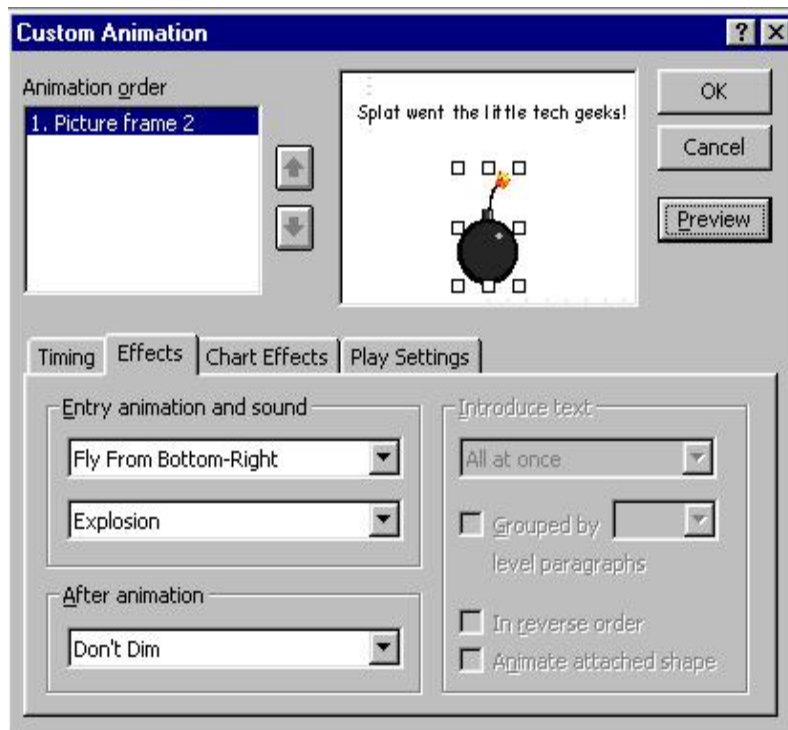 Custom Animation
Animation order
1. Picture frame 2
Splat went the little tech geeks!
OK
Cancel
Preview
Timing
Effects
Chart Effects
Play Settings
Entry animation and sound
Fly From Bottom-Right
Explosion
After animation
Don't Dim
Introduce text
All at once
Grouped by
level paragraphs
In reverse order
Animate attached shape